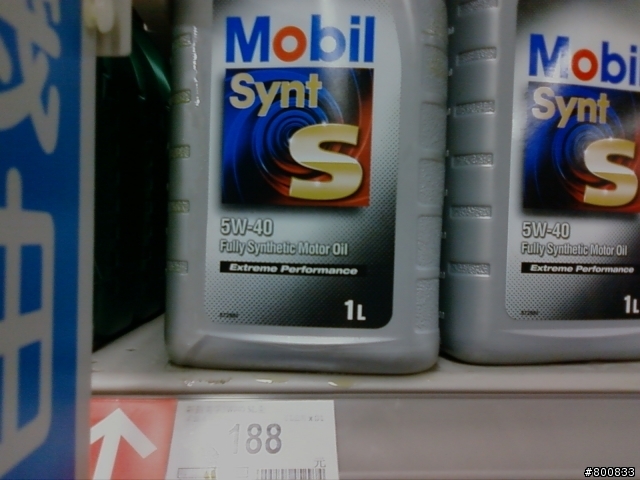 Mobil
Synt
S
5W-40
Fully Synthetic Motor Oil
Extreme Performance
1L
Mobil
Synt
S
5W-40
Fully Synthetic Motor Oil
Extreme Performance
1L
188
元
#800833